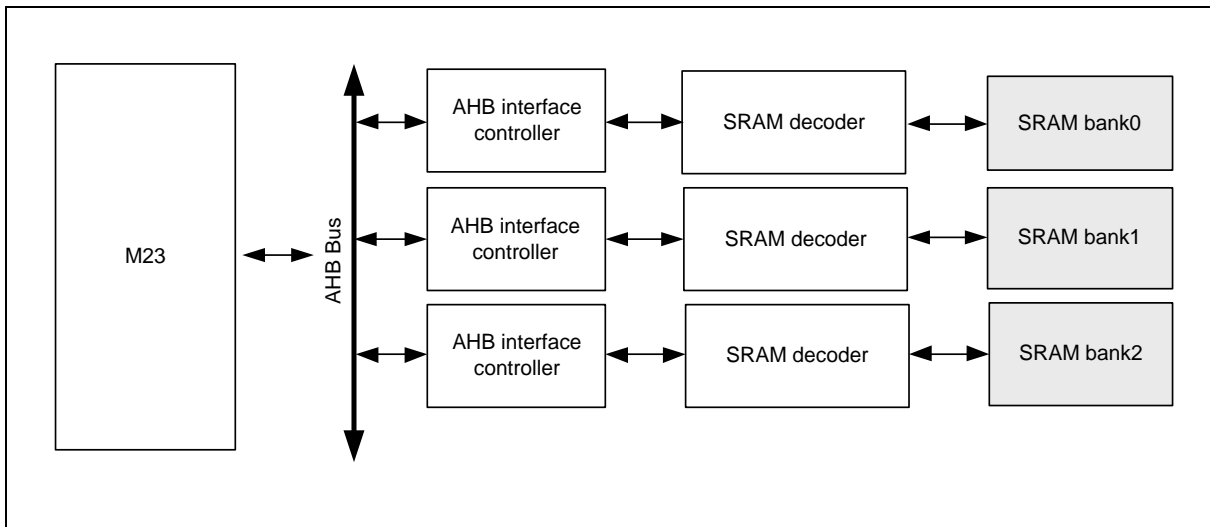 M23
AHB Bus
AHB interface
controller
SRAM decoder
SRAM bank0
AHB interface
controller
SRAM decoder
SRAM bank1
AHB interface
controller
SRAM decoder
SRAM bank2